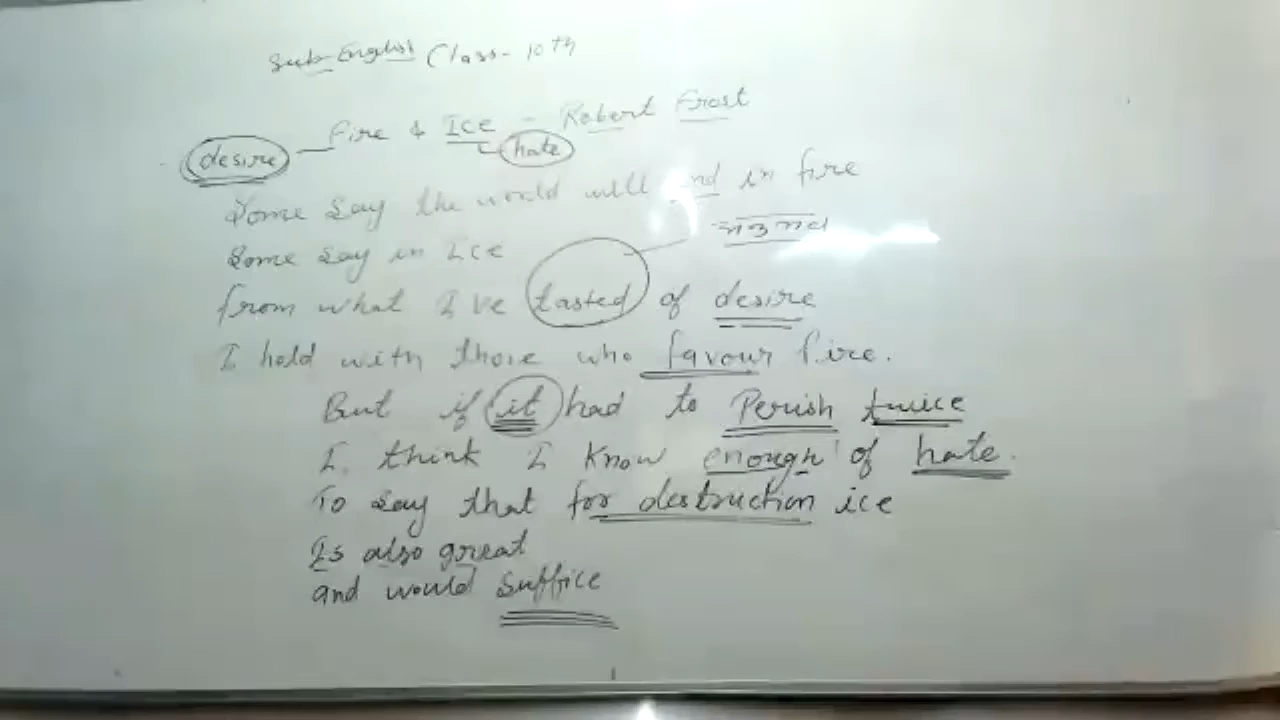 Sub-English Class-10th
Fire & Ice - Robert Frost
desire
hate
Some say the world will end in fire
Some say in Ice
from what I've tasted of desire
I hold with those who favour fire.
But if it had to Perish twice
I think I know enough of hate.
To say that for destruction ice
Is also great
and would Suffice